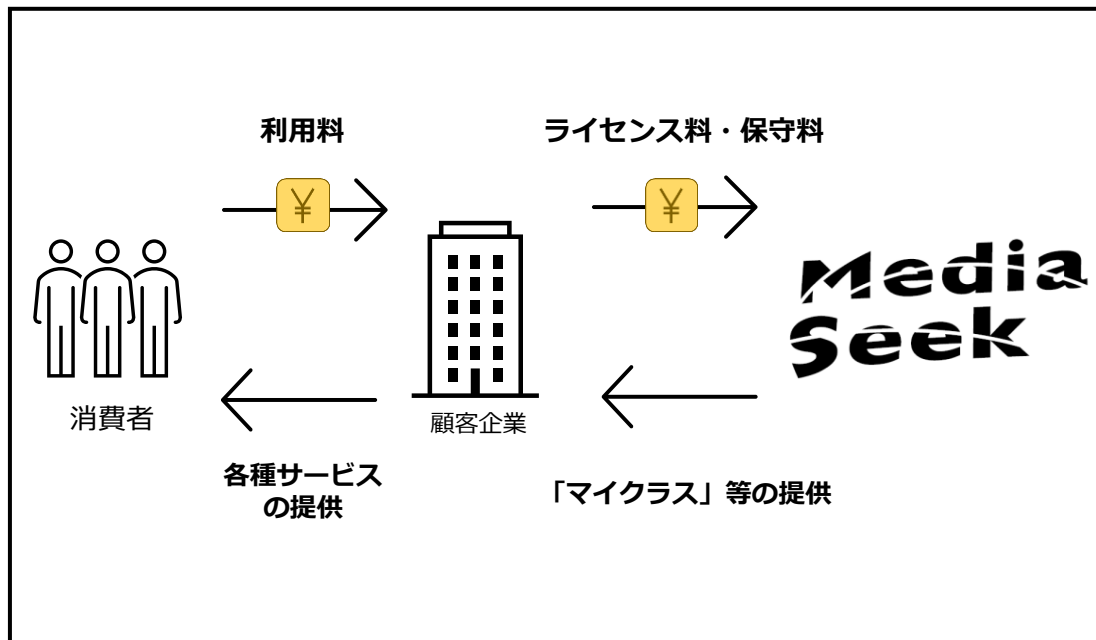 利用料
ライセンス料・保守料
¥
¥
Media
Seek
消費者
顧客企業
各種サービス
の提供
「マイクラス」等の提供